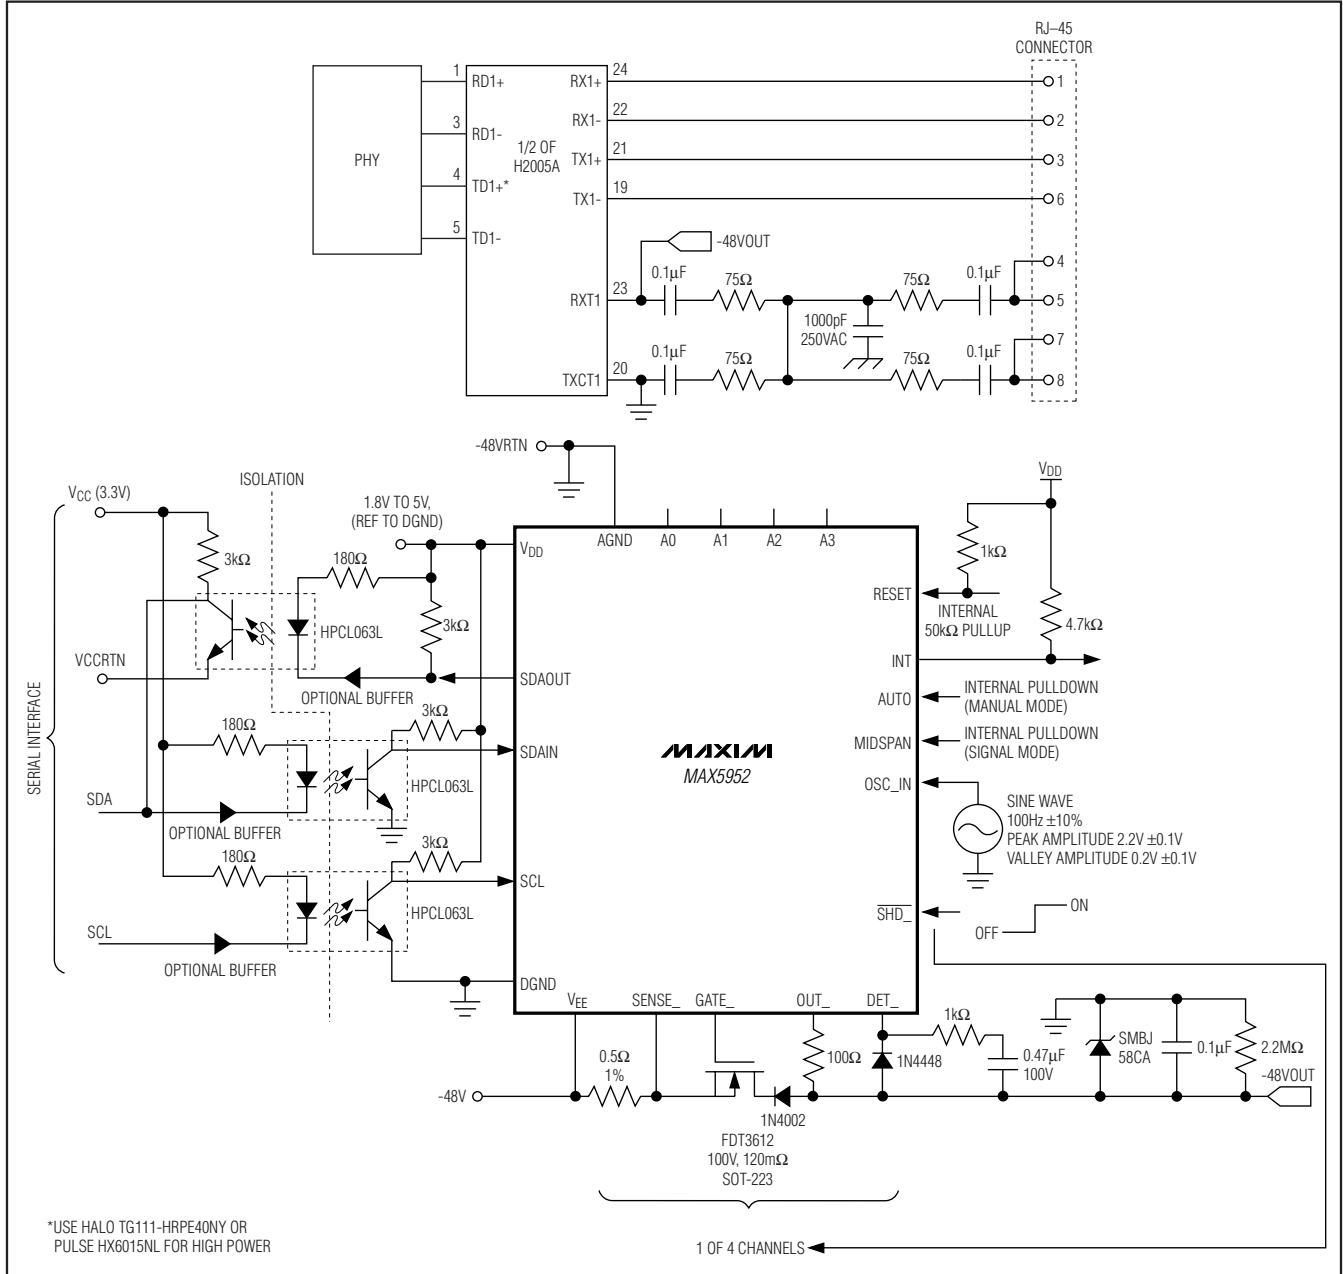 RJ–45
CONNECTOR
PHY
1
3
4
5
RD1+
RD1-
TD1+*
TD1-
1/2 OF
H2005A
RX1+
RX1-
TX1+
TX1-
RXT1
TXCT1
24
22
21
19
23
20
1
2
3
6
4
5
7
8
-48VOUT
0.1µF
75Ω
75Ω
0.1µF
1000pF
250VAC
0.1µF
75Ω
75Ω
0.1µF
-48VRTN
ISOLATION
VCC (3.3V)
1.8V TO 5V,
(REF TO DGND)
3kΩ
180Ω
3kΩ
HPCL063L
VCCRTN
OPTIONAL BUFFER
SERIAL INTERFACE
180Ω
3kΩ
HPCL063L
SDA
OPTIONAL BUFFER
180Ω
3kΩ
HPCL063L
SCL
OPTIONAL BUFFER
VDD
AGND
A0
A1
A2
A3
SDAOUT
SDAIN
SCL
DGND
MAXIM
MAX5952
RESET
INT
AUTO
MIDSPAN
OSC_IN
SHD_
VEE
SENSE_
GATE_
OUT_
DET_
VDD
1kΩ
4.7kΩ
INTERNAL
50kΩ PULLUP
INTERNAL PULLDOWN
(MANUAL MODE)
INTERNAL PULLDOWN
(SIGNAL MODE)
SINE WAVE
100Hz ±10%
PEAK AMPLITUDE 2.2V ±0.1V
VALLEY AMPLITUDE 0.2V ±0.1V
OFF
ON
-48V
0.5Ω
1%
FDT3612
100V, 120mΩ
SOT-223
1N4002
100Ω
1N4448
1kΩ
0.47µF
100V
SMBJ
58CA
0.1µF
2.2MΩ
-48VOUT
1 OF 4 CHANNELS
*USE HALO TG111-HRPE40NY OR
PULSE HX6015NL FOR HIGH POWER